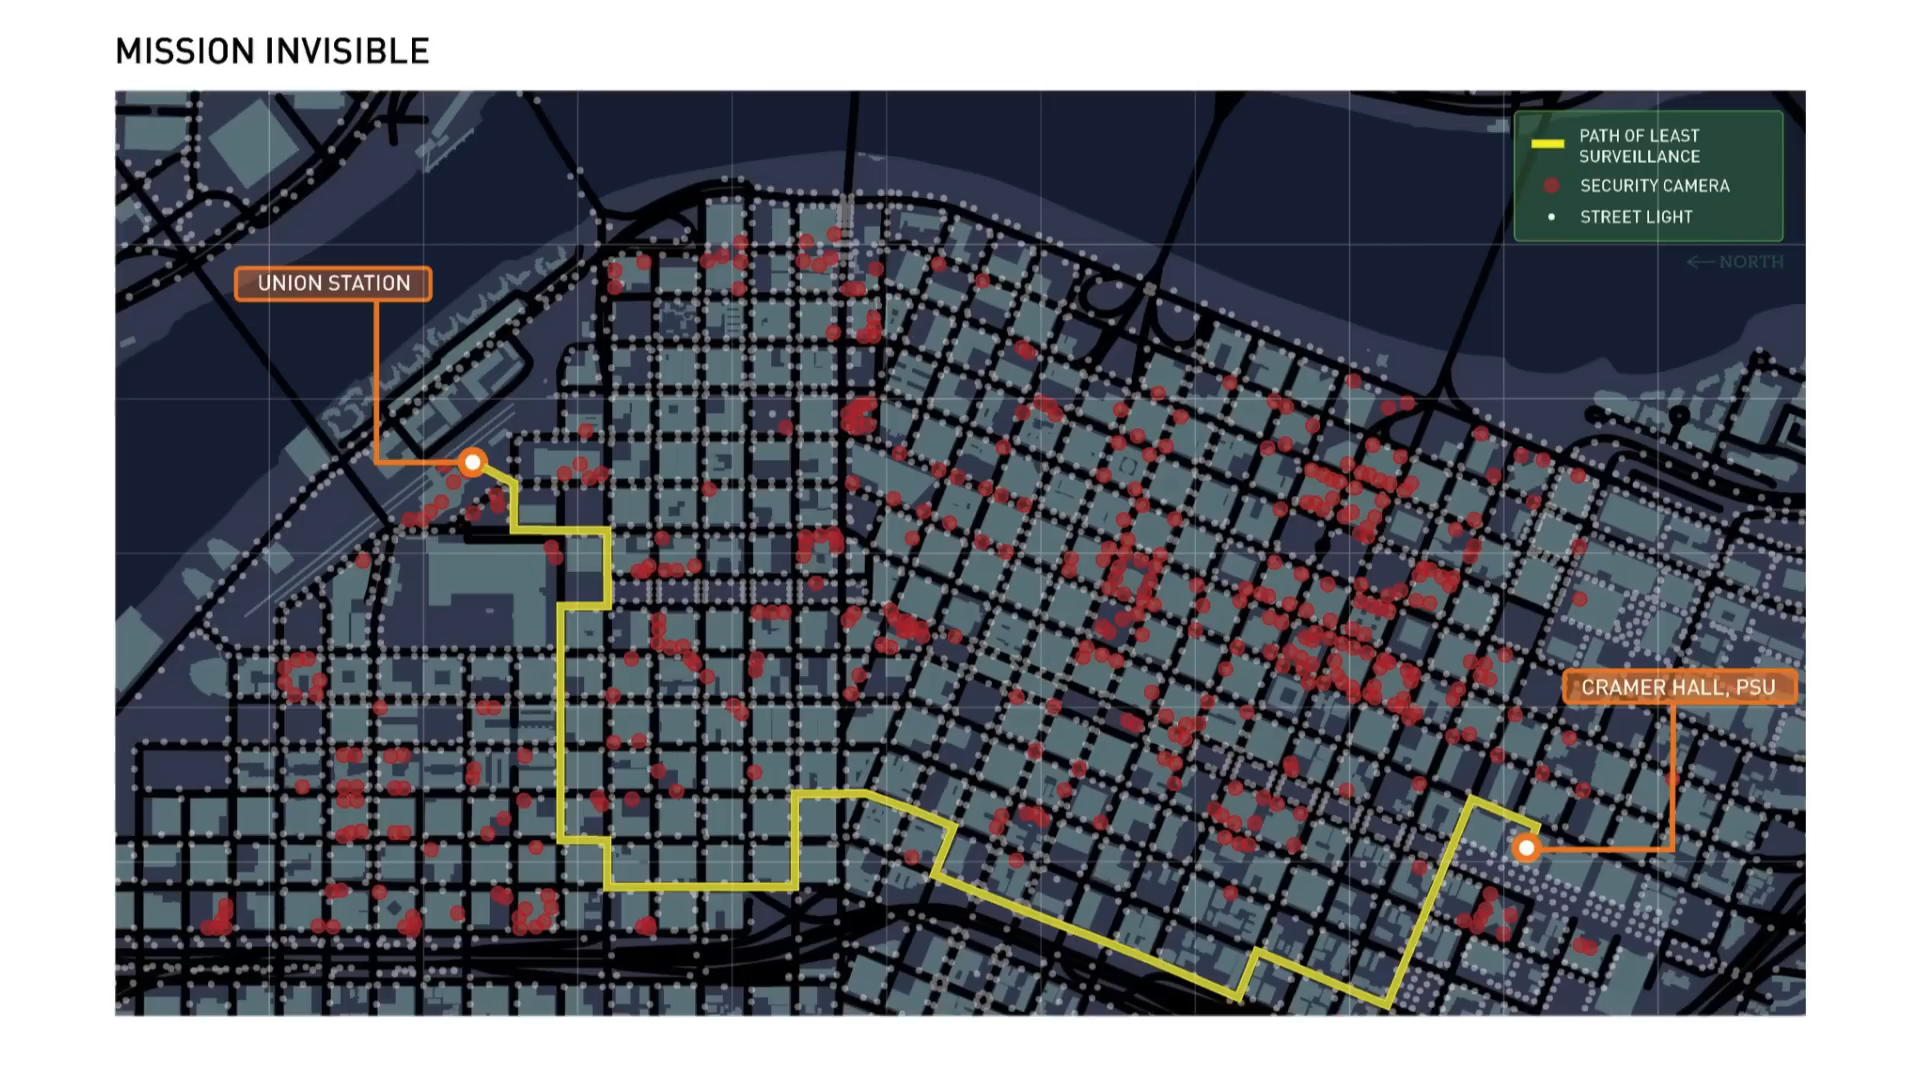 MISSION INVISIBLE
PATH OF LEAST
SURVEILLANCE
SECURITY CAMERA
STREET LIGHT
←NORTH
UNION STATION
CRAMER HALL, PSU